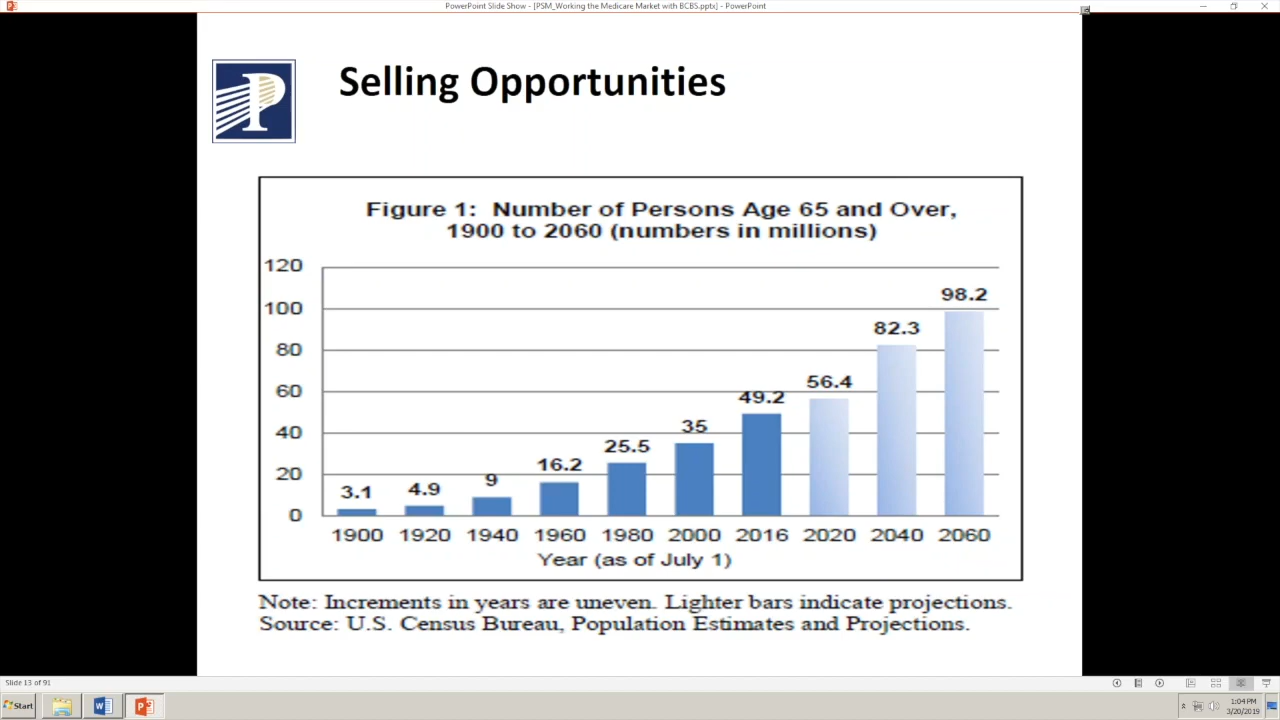 PowerPoint Slide Show - [PSM_Working the Medicare Market with BCBS.pptx] - PowerPoint
P
Selling Opportunities
Figure 1: Number of Persons Age 65 and Over,
1900 to 2060 (numbers in millions)
120
100
80
60
40
20
0
3.1
4.9
9
16.2
25.5
35
49.2
56.4
82.3
98.2
1900 1920 1940 1960 1980 2000 2016 2020 2040 2060
Year (as of July 1)
Note: Increments in years are uneven. Lighter bars indicate projections.
Source: U.S. Census Bureau, Population Estimates and Projections.
Slide 13 of 91
Start
1:04 PM
3/20/2019